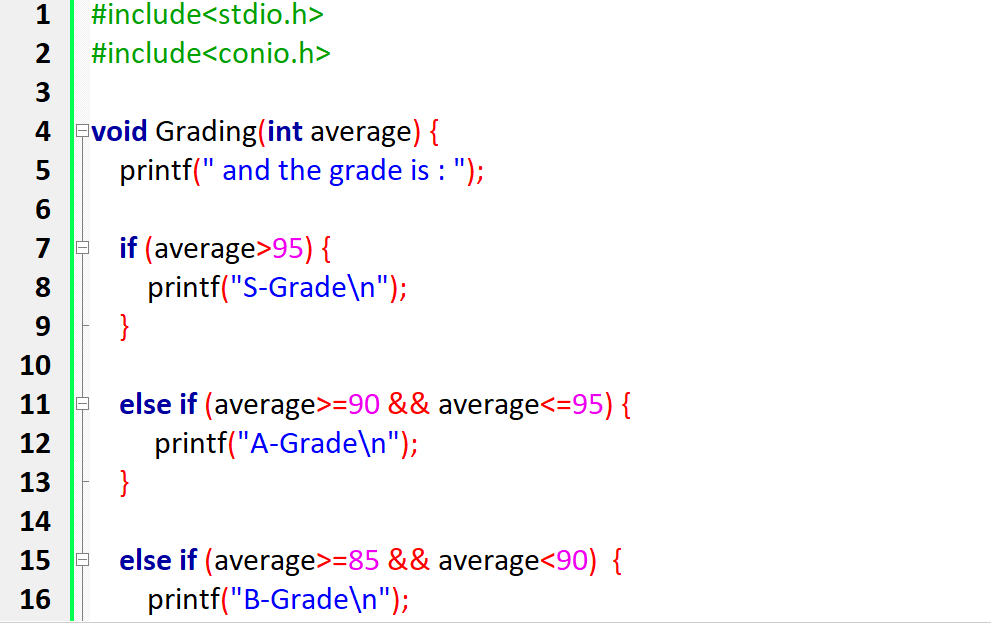 1 #include<stdio.h>
2 #include<conio.h>
3
4 void Grading(int average) {
5 printf(" and the grade is : ");
6
7 if (average>95) {
8 printf("S-Grade\n");
9 }
10
11 else if (average>=90 && average<=95) {
12 printf("A-Grade\n");
13 }
14
15 else if (average>=85 && average<90) {
16 printf("B-Grade\n");